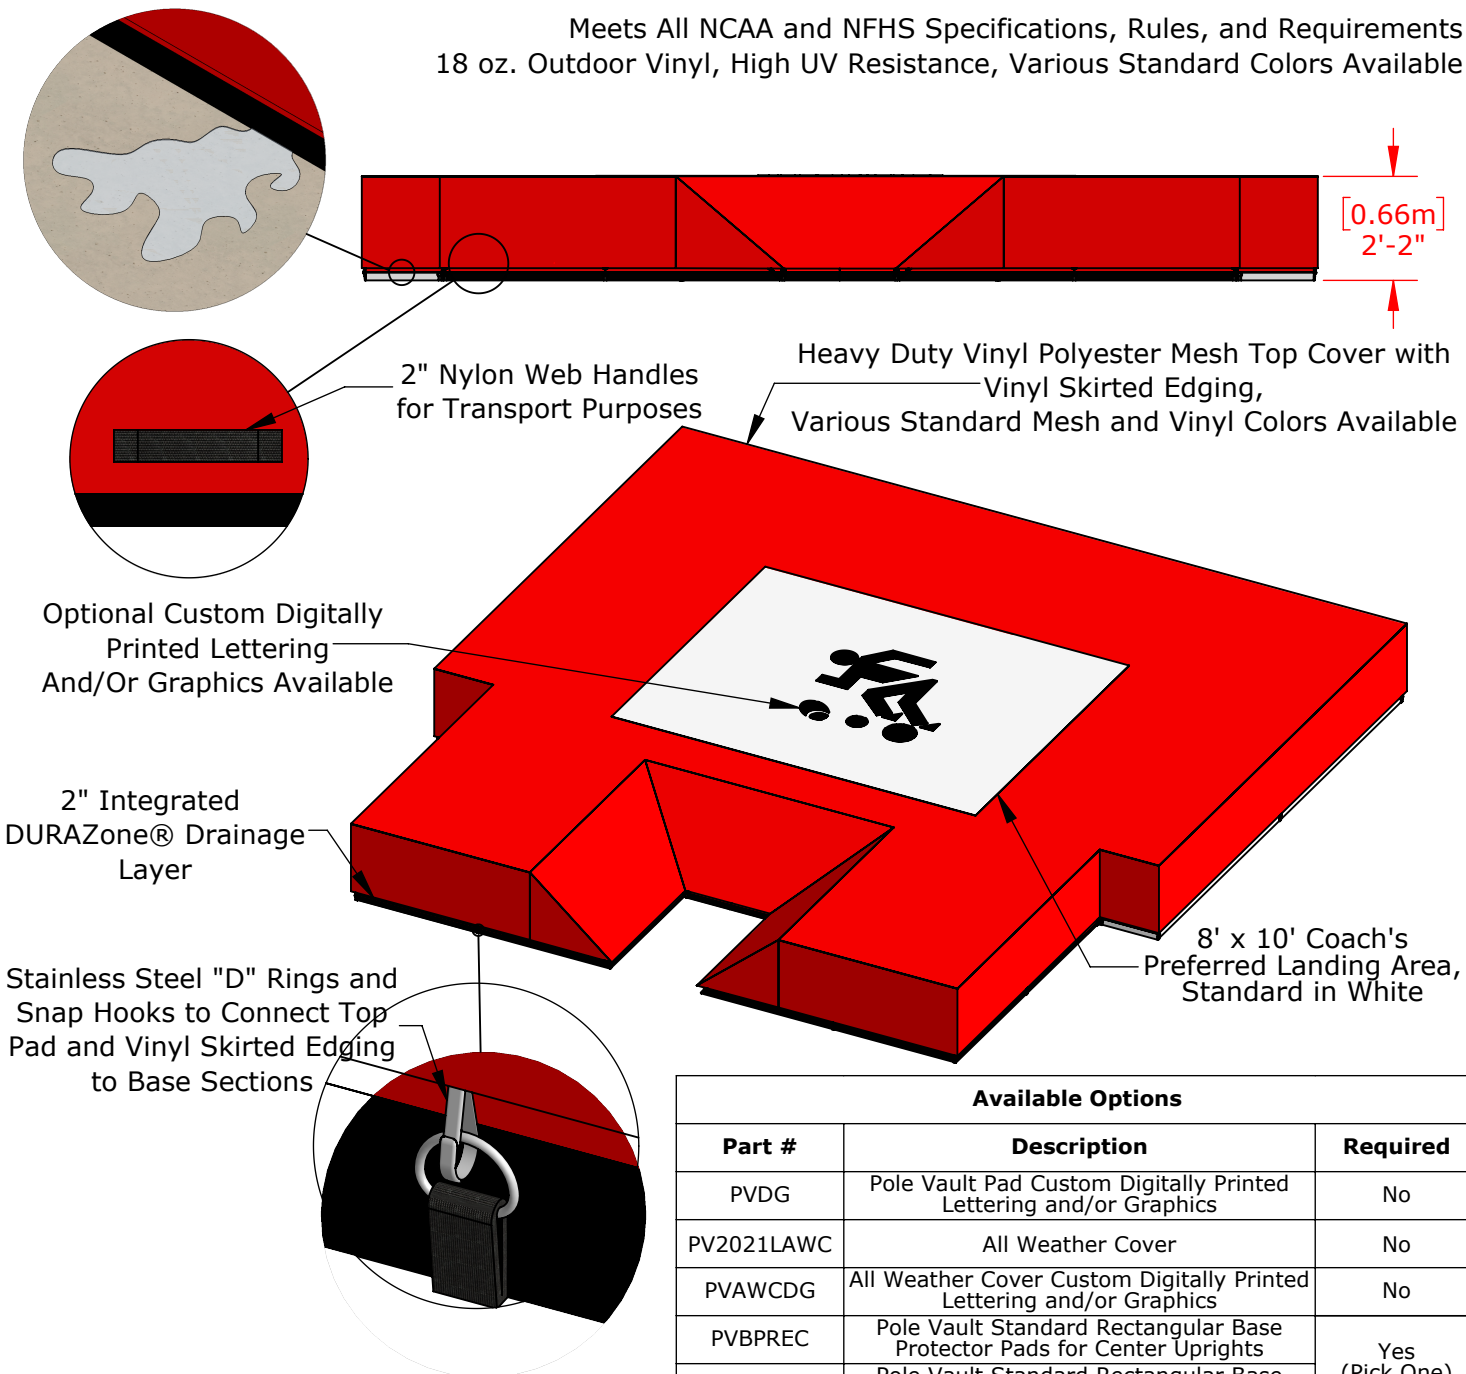 Meets All NCAA and NFHS Specifications, Rules, and Requirements
18 oz. Outdoor Vinyl, High UV Resistance, Various Standard Colors Available
[0.66m]
2'-2"
2" Nylon Web Handles
for Transport Purposes
Heavy Duty Vinyl Polyester Mesh Top Cover with
Vinyl Skirted Edging,
Various Standard Mesh and Vinyl Colors Available
Optional Custom Digitally
Printed Lettering
And/Or Graphics Available
2" Integrated
DURAZone® Drainage
Layer
8' x 10' Coach's
Preferred Landing Area,
Standard in White
Stainless Steel "D" Rings and
Snap Hooks to Connect Top
Pad and Vinyl Skirted Edging
to Base Sections
Available Options
Part # Description Required
PVDG Pole Vault Pad Custom Digitally Printed
Lettering and/or Graphics No
PV2021LAWC All Weather Cover No
PVAWCDG All Weather Cover Custom Digitally Printed
Lettering and/or Graphics No
PVBPREC Pole Vault Standard Rectangular Base
Protector Pads for Center Uprights
Yes
(Pick One)
Pole Vault Standard Rectangular Base